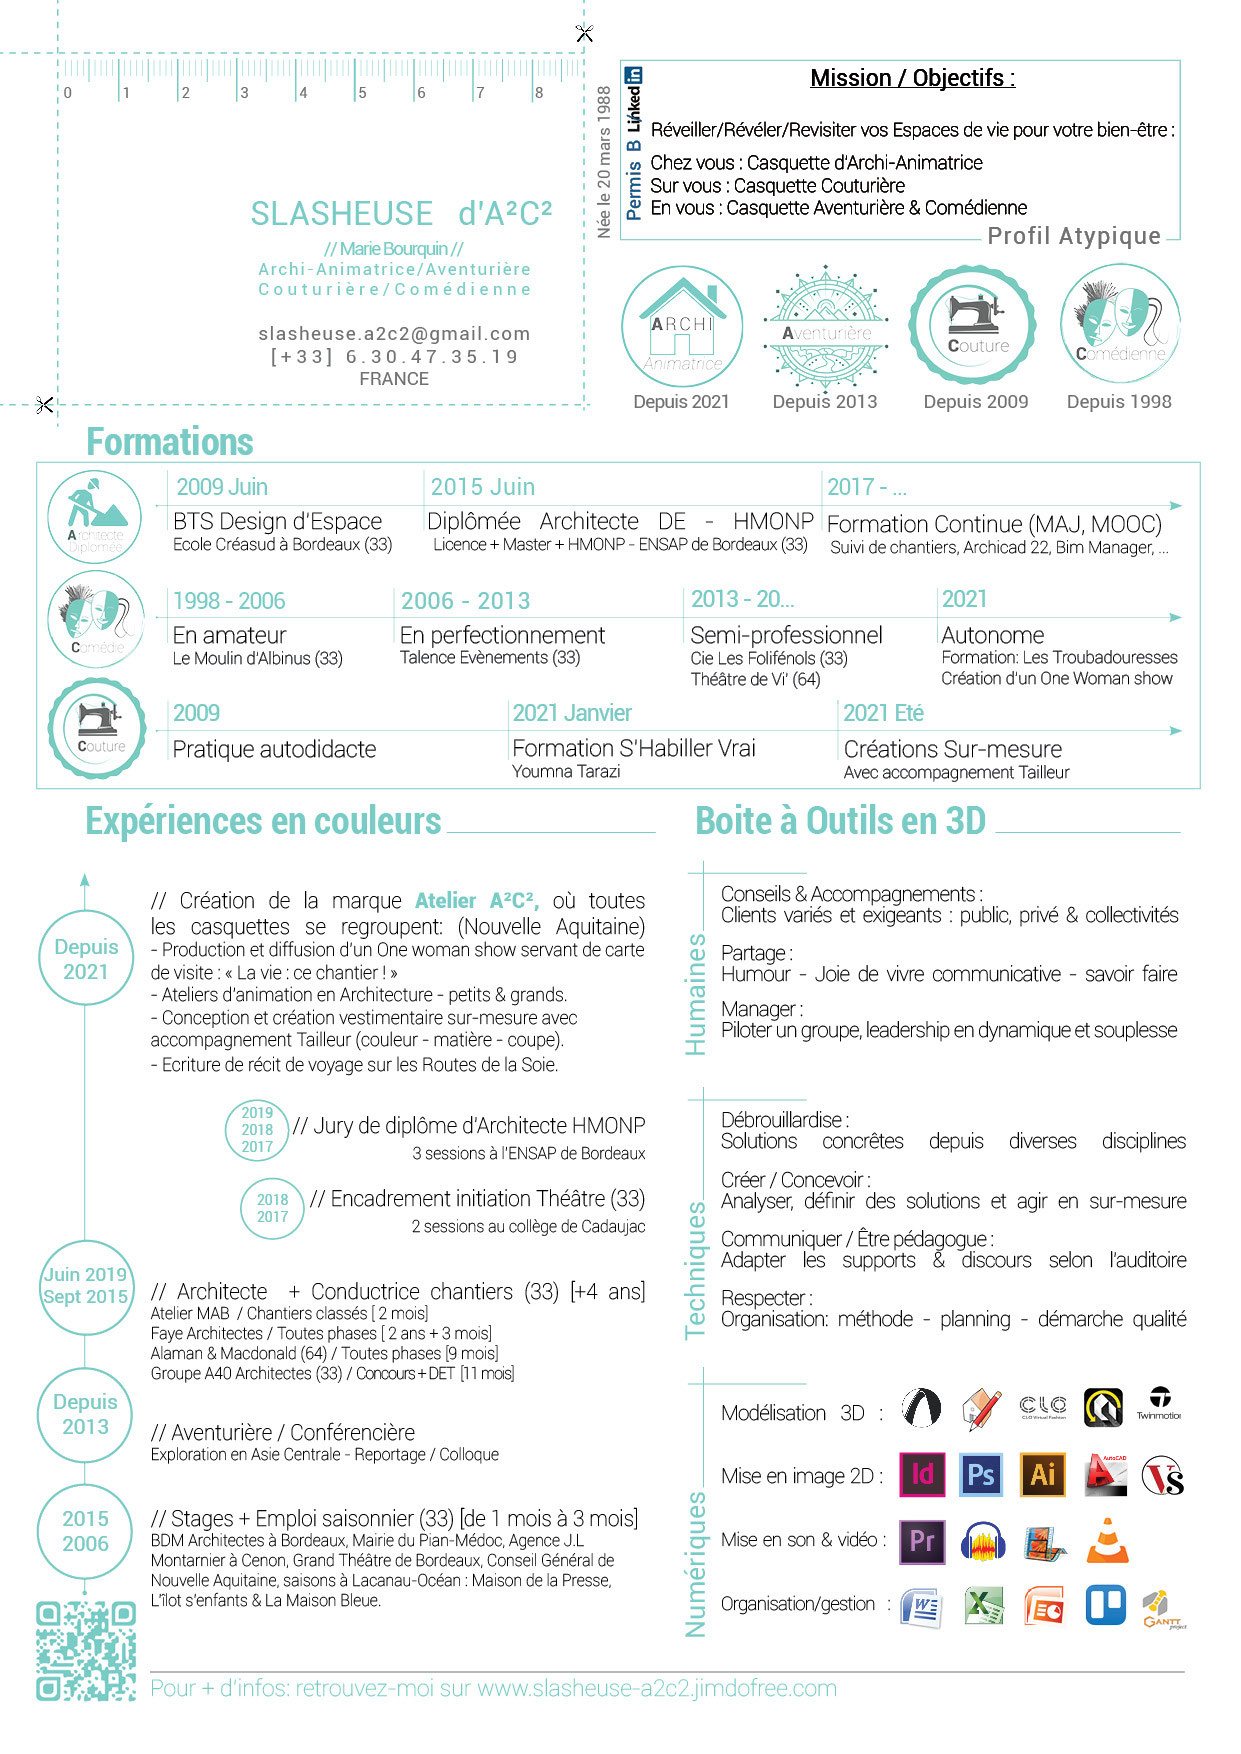 0 1 2 3 4 5 6 7 8
SLASHEUSE d'A²C²
// Marie Bourquin //
Archi-Animatrice/Aventurière
Couturière/Comédienne
slasheuse.a2c2@gmail.com
[+33] 6.30.47.35.19
FRANCE
Née le 20 mars 1988
Permis B Linkedin
Mission / Objectifs :
Réveiller/Révéler/Revisiter vos Espaces de vie pour votre bien-être :
Chez vous : Casquette d'Archi-Animatrice
Sur vous : Casquette Couturière
En vous : Casquette Aventurière & Comédienne
Profil Atypique
ARCHI
Animatrice
Aventurière
Couture
Comédienne
Depuis 2021 Depuis 2013 Depuis 2009 Depuis 1998
Formations
Architecte
Diplômée
2009 Juin 2015 Juin 2017 - ...
BTS Design d'Espace Diplômée Architecte DE - HMONP Formation Continue (MAJ, MOOC)
Ecole Créasud à Bordeaux (33) Licence + Master + HMONP - ENSAP de Bordeaux (33) Suivi de chantiers, Archicad 22, Bim Manager, ...
Comédie
1998 - 2006 2006 - 2013 2013 - 20... 2021
En amateur En perfectionnement Semi-professionnel Autonome
Le Moulin d'Albinus (33) Talence Evènements (33) Cie Les Folifénols (33) Formation: Les Troubadouresses
Théâtre de Vi' (64) Création d'un One Woman show
Couture
2009 2021 Janvier 2021 Eté
Pratique autodidacte Formation S'Habiller Vrai Créations Sur-mesure
Youmna Tarazi Avec accompagnement Tailleur
Expériences en couleurs
Depuis
2021
// Création de la marque Atelier A²C², où toutes
les casquettes se regroupent: (Nouvelle Aquitaine)
- Production et diffusion d'un One woman show servant de carte
de visite : « La vie : ce chantier ! »
- Ateliers d'animation en Architecture - petits & grands.
- Conception et création vestimentaire sur-mesure avec
accompagnement Tailleur (couleur - matière - coupe).
- Ecriture de récit de voyage sur les Routes de la Soie.
2019
2018
2017
// Jury de diplôme d'Architecte HMONP
3 sessions à l'ENSAP de Bordeaux
2018
2017
// Encadrement initiation Théâtre (33)
2 sessions au collège de Cadaujac
Juin 2019
Sept 2015
// Architecte + Conductrice chantiers (33) [+4 ans]
Atelier MAB / Chantiers classés [ 2 mois]
Faye Architectes / Toutes phases [ 2 ans + 3 mois]
Alaman & Macdonald (64) / Toutes phases [9 mois]
Groupe A40 Architectes (33) / Concours + DET [11 mois]
Depuis
2013
// Aventurière / Conférencière
Exploration en Asie Centrale - Reportage / Colloque
2015
2006
// Stages + Emploi saisonnier (33) [de 1 mois à 3 mois]
BDM Architectes à Bordeaux, Mairie du Pian-Médoc, Agence J.L
Montarnier à Cenon, Grand Théâtre de Bordeaux, Conseil Général de
Nouvelle Aquitaine, saisons à Lacanau-Océan : Maison de la Presse,
L'îlot s'enfants & La Maison Bleue.
Boite à Outils en 3D
Humaines
Conseils & Accompagnements :
Clients variés et exigeants : public, privé & collectivités
Partage :
Humour - Joie de vivre communicative - savoir faire
Manager :
Piloter un groupe, leadership en dynamique et souplesse
Techniques
Débrouillardise :
Solutions concrêtes depuis diverses disciplines
Créer / Concevoir :
Analyser, définir des solutions et agir en sur-mesure
Communiquer / Être pédagogue :
Adapter les supports & discours selon l'auditoire
Respecter :
Organisation: méthode - planning - démarche qualité
Numériques
Modélisation 3D :
CLO
CLO Virtual Fashion
Twinmotion
Mise en image 2D :
Id Ps Ai AutoCAD Vs
Mise en son & vidéo :
Pr
Organisation/gestion :
W X P
GANTT
project
Pour + d'infos: retrouvez-moi sur www.slasheuse-a2c2.jimdofree.com